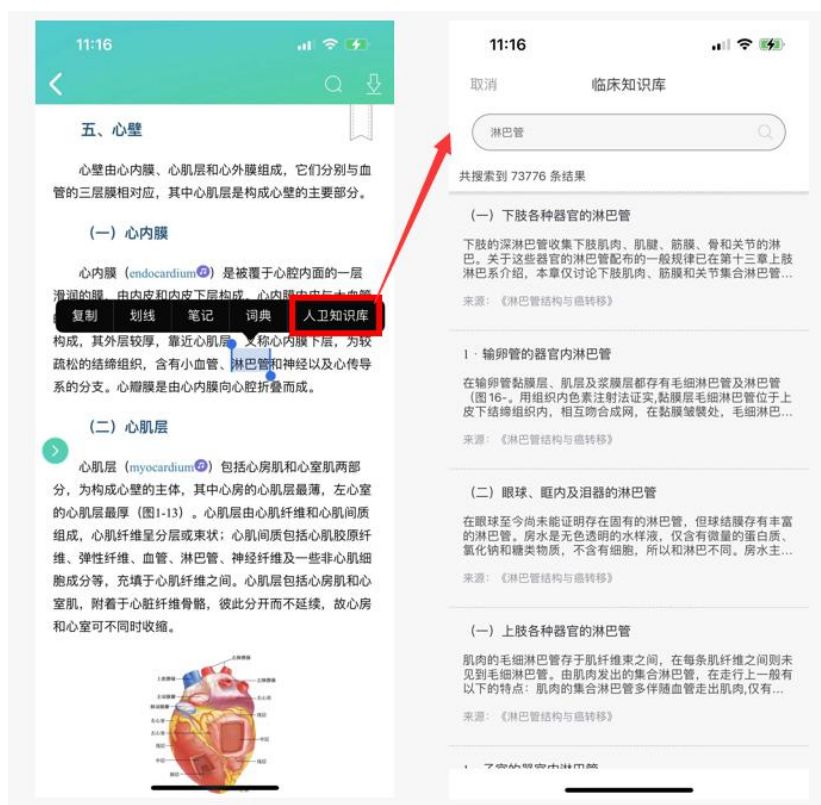 11:16
五、心壁
心壁由心内膜、心肌层和心外膜组成，它们分别与血
管的三层膜相对应，其中心肌层是构成心壁的主要部分。
（一）心内膜
心内膜（endocardium）是被覆于心腔内面的一层
滑润的膜，由内皮和内皮下层构成。心内膜内皮与大血管
复制 划线 笔记 词典 人卫知识库
构成，其外层较厚，靠近心肌层，又称心内膜下层，为较
疏松的结缔组织，含有小血管、淋巴管和神经以及心传导
系的分支。心瓣膜是由心内膜向心腔折叠而成。
（二）心肌层
心肌层（myocardium）包括心房肌和心室肌两部
分，为构成心壁的主体，其中心房的心肌层最薄，左心室
的心肌层最厚（图1-13）。心肌层由心肌纤维和心肌间质
组成，心肌纤维呈分层或束状；心肌间质包括心肌胶原纤
维、弹性纤维、血管、淋巴管、神经纤维及一些非心肌细
胞成分等，充填于心肌纤维之间。心肌层包括心房肌和心
室肌，附着于心脏纤维骨骼，彼此分开而不延续，故心房
和心室可不同时收缩。
11:16
取消 临床知识库
淋巴管
共搜索到 73776 条结果
（一）下肢各种器官的淋巴管
下肢的深淋巴管收集下肢肌肉、肌腱、筋膜、骨和关节的淋
巴。关于这些器官的淋巴管配布的一般规律已在第十三章上肢
淋巴系介绍，本章仅讨论下肢肌肉、筋膜和关节集合淋巴管...
来源：《淋巴管结构与癌转移》
1 · 输卵管的器官内淋巴管
在输卵管黏膜层、肌层及浆膜层都存有毛细淋巴管及淋巴管
（图16-。用组织内色素注射法证实,黏膜层毛细淋巴管位于上
皮下结缔组织内，相互吻合成网，在黏膜皱襞处，毛细淋巴...
来源：《淋巴管结构与癌转移》
（二）眼球、眶内及泪器的淋巴管
在眼球至今尚未能证明存在固有的淋巴管，但球结膜存有丰富
的淋巴管。房水是无色透明的水样液，仅含有微量的蛋白质、
氯化钠和糖类物质，不含有细胞，所以和淋巴不同。房水主...
来源：《淋巴管结构与癌转移》
（一）上肢各种器官的淋巴管
肌肉的毛细淋巴管存于肌纤维束之间，在每条肌纤维之间则未
见到毛细淋巴管。由肌肉发出的集合淋巴管，在走行上一般有
以下的特点：肌肉的集合淋巴管多伴随血管走出肌肉,仅有...
来源：《淋巴管结构与癌转移》